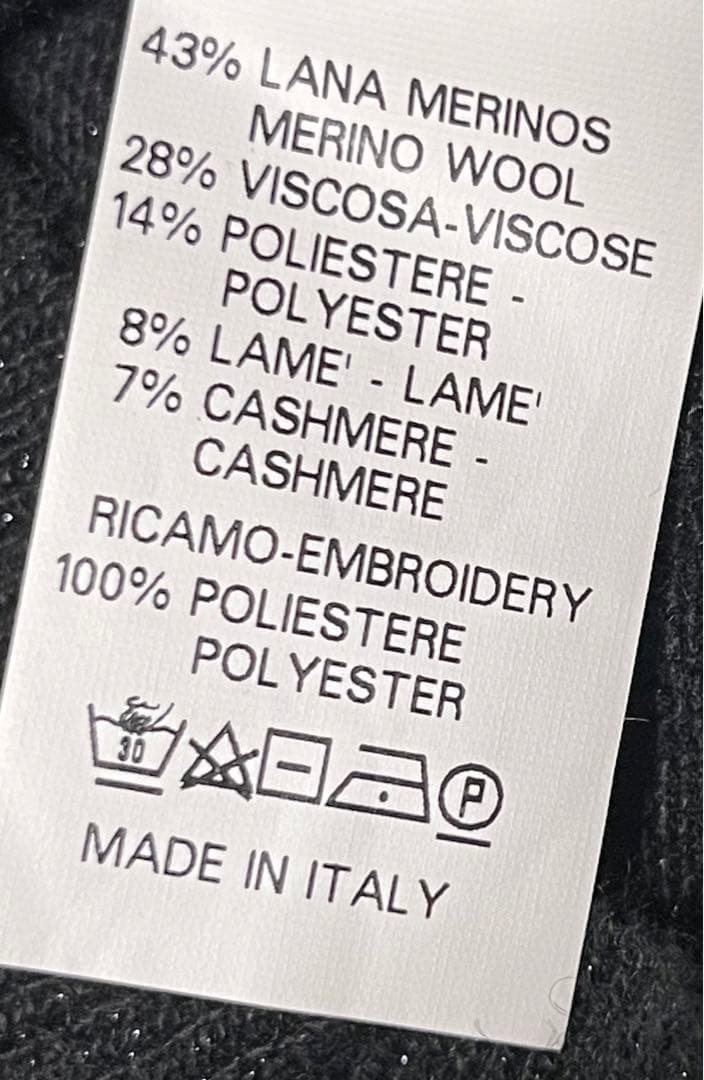 43% LANA MERINOS
MERINO WOOL
28% VISCOSA-VISCOSE
14% POLIESTERE -
POLYESTER
8% LAME' - LAME'
7% CASHMERE -
CASHMERE
RICAMO-EMBROIDERY
100% POLIESTERE
POLYESTER
30 P
MADE IN ITALY